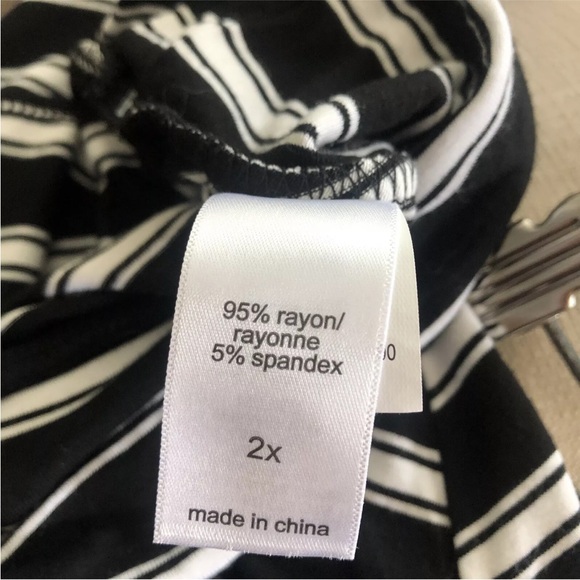 95% rayon/
rayonne
5% spandex
2x
made in china